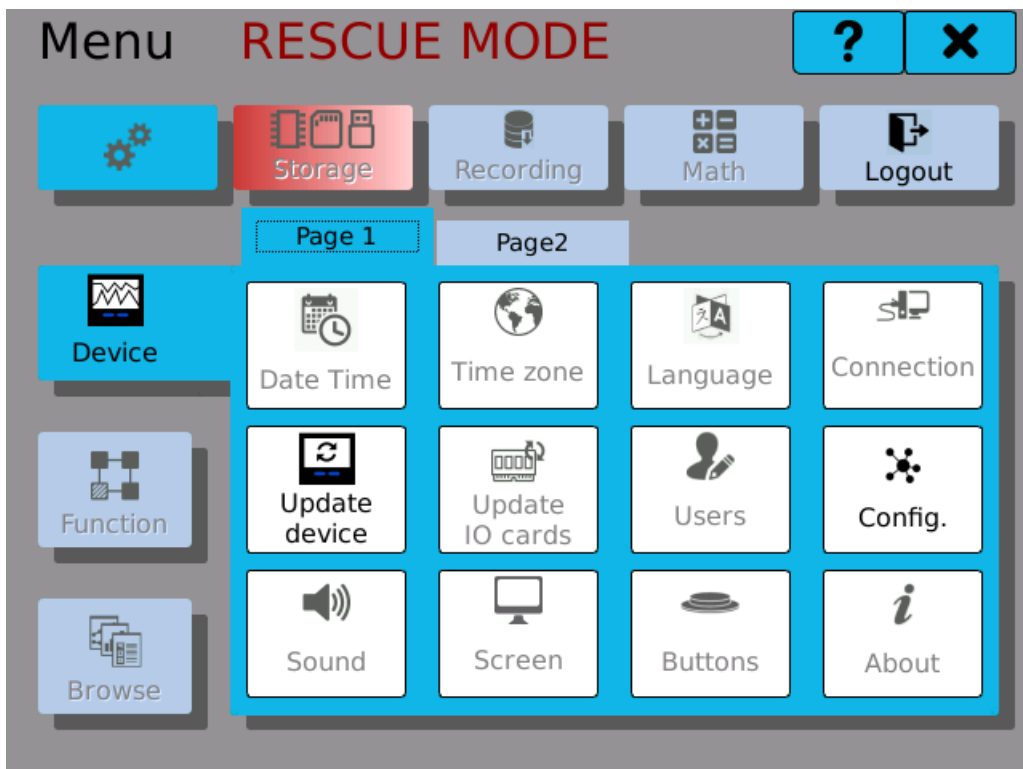 Menu RESCUE MODE ?
Storage Recording Math Logout
Page 1 Page2
Device
Date Time Time zone Language Connection
Update device
Update IO cards
Users Config.
Function
Sound Screen Buttons About
Browse